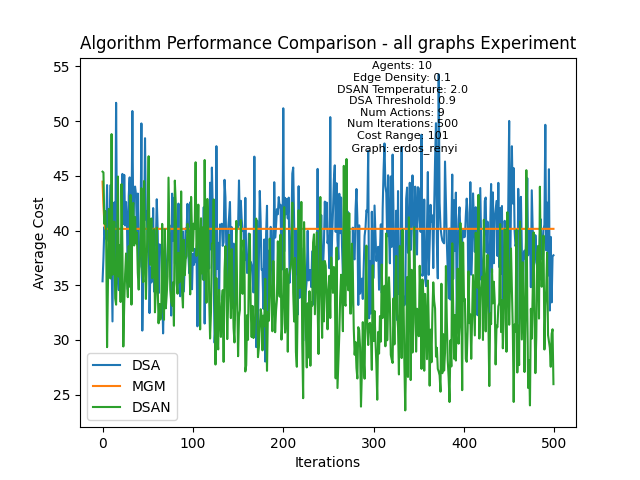 Algorithm Performance Comparison - all graphs Experiment
Agents: 10
Edge Density: 0.1
DSAN Temperature: 2.0
DSA Threshold: 0.9
Num Actions: 9
Num Iterations: 500
Cost Range: 101
Graph: erdos_renyi
55
50
45
40
35
30
25
Average Cost
DSA
MGM
DSAN
0
100
200
300
400
500
Iterations